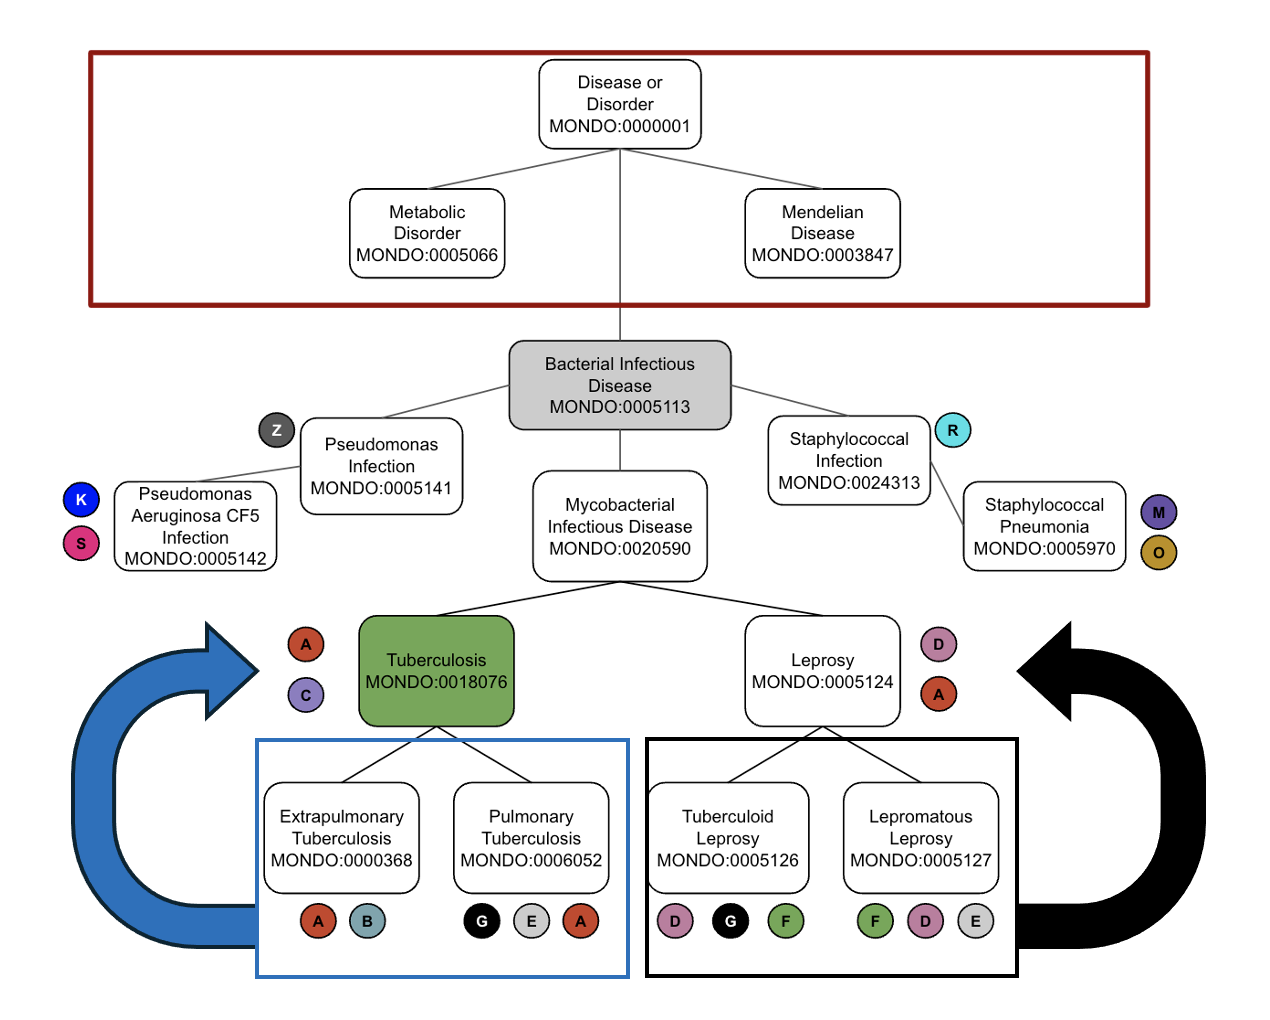 Disease or
Disorder
MONDO:0000001
Metabolic
Disorder
MONDO:0005066
Mendelian
Disease
MONDO:0003847
Bacterial Infectious
Disease
MONDO:0005113
Z
Pseudomonas
Infection
MONDO:0005141
Staphylococcal
Infection
MONDO:0024313
R
K
S
Pseudomonas
Aeruginosa CF5
Infection
MONDO:0005142
Mycobacterial
Infectious Disease
MONDO:0020590
Staphylococcal
Pneumonia
MONDO:0005970
M
O
A
C
Tuberculosis
MONDO:0018076
Leprosy
MONDO:0005124
D
A
Extrapulmonary
Tuberculosis
MONDO:0000368
Pulmonary
Tuberculosis
MONDO:0006052
Tuberculoid
Leprosy
MONDO:0005126
Lepromatous
Leprosy
MONDO:0005127
A B
G E A
D G F
F D E